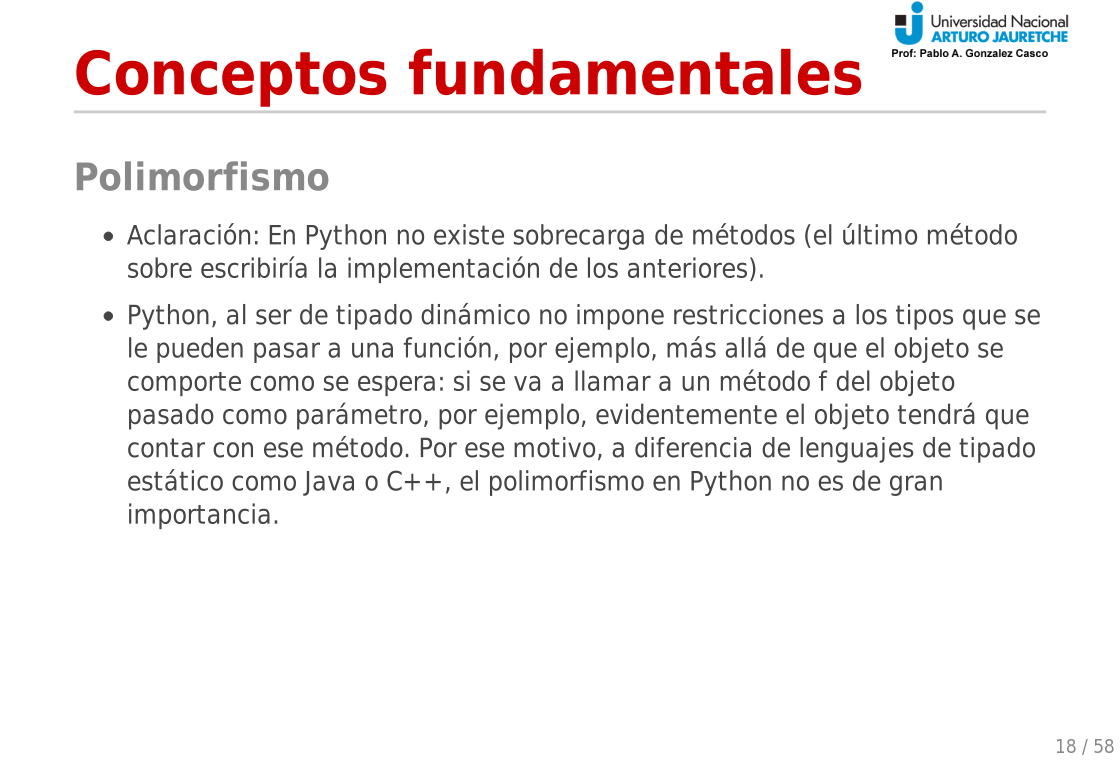 Universidad Nacional
ARTURO JAURETCHE
Prof: Pablo A. Gonzalez Casco
Conceptos fundamentales
Polimorfismo
• Aclaración: En Python no existe sobrecarga de métodos (el último método
sobre escribiría la implementación de los anteriores).
• Python, al ser de tipado dinámico no impone restricciones a los tipos que se
le pueden pasar a una función, por ejemplo, más allá de que el objeto se
comporte como se espera: si se va a llamar a un método f del objeto
pasado como parámetro, por ejemplo, evidentemente el objeto tendrá que
contar con ese método. Por ese motivo, a diferencia de lenguajes de tipado
estático como Java o C++, el polimorfismo en Python no es de gran
importancia.
18 / 58